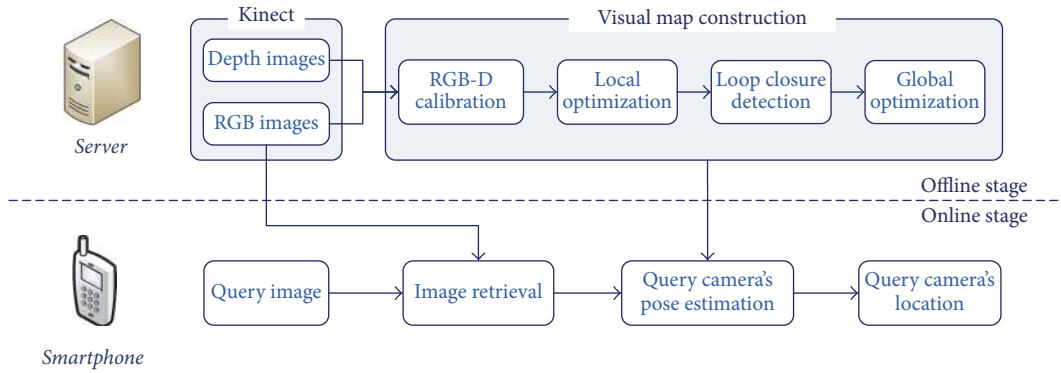 Kinect
Visual map construction
Depth images
RGB images
RGB-D
calibration
Local
optimization
Loop closure
detection
Global
optimization
Server
Offline stage
Online stage
Query image
Image retrieval
Query camera's
pose estimation
Query camera's
location
Smartphone